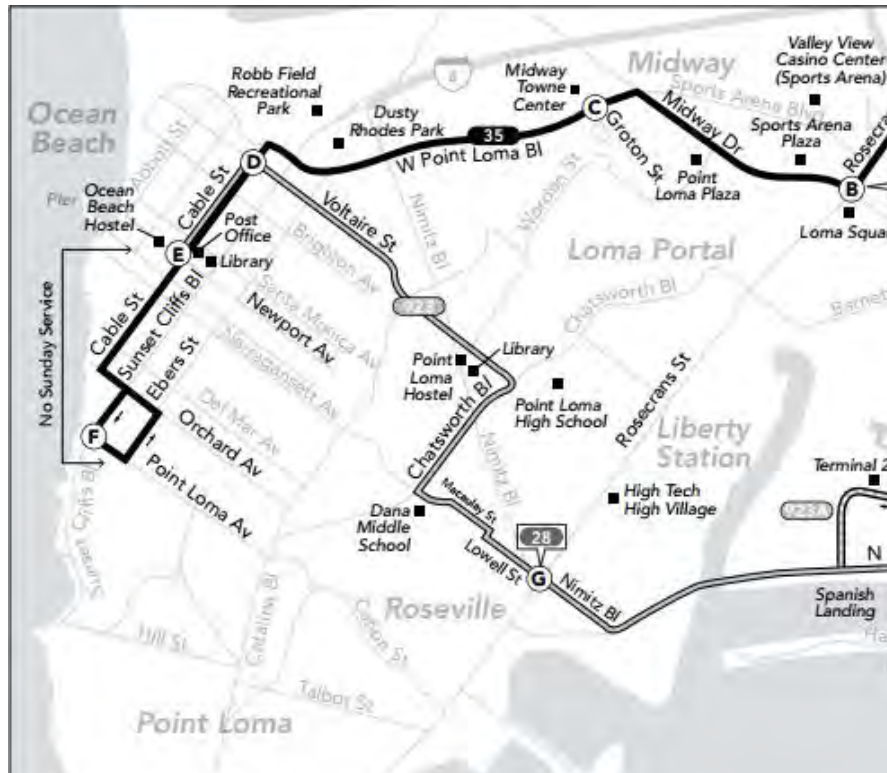 Midway
Valley View
Casino Center
(Sports Arena)
Robb Field
Recreational
Park
8
Midway
Towne
Center
Sports Arena Blvd
Ocean
Beach
Abbott St
Dusty
Rhodes Park
35
W Point Loma Bl
C
Groton St
Midway Dr
Sports Arena
Plaza
Rosecrans
Point
Loma Plaza
D
Cable St
Pier
Ocean
Beach
Hostel
Post
Office
E
Library
Voltaire St
Nimitz Bl
Worden St
B
Loma Squa
Loma Portal
Brighton Av
Santa Monica Av
Newport Av
Narragansett Av
Del Mar Av
Orchard Av
Point Loma Av
No Sunday Service
Cable St
Sunset Cliffs Bl
Ebers St
F
Sunset Cliffs Bl
923
Chatsworth Bl
Barnet
Point
Loma
Hostel
Library
Point Loma
High School
Rosecrans St
Chatsworth Bl
Nimitz Bl
Liberty
Station
Terminal 2
923A
High Tech
High Village
Dana
Middle
School
Macaulay St
28
Lowell St
G
Nimitz Bl
N
Spanish
Landing
Ha
Roseville
Catalina Bl
Cañon St
Hill St
Talbot St
Point Loma